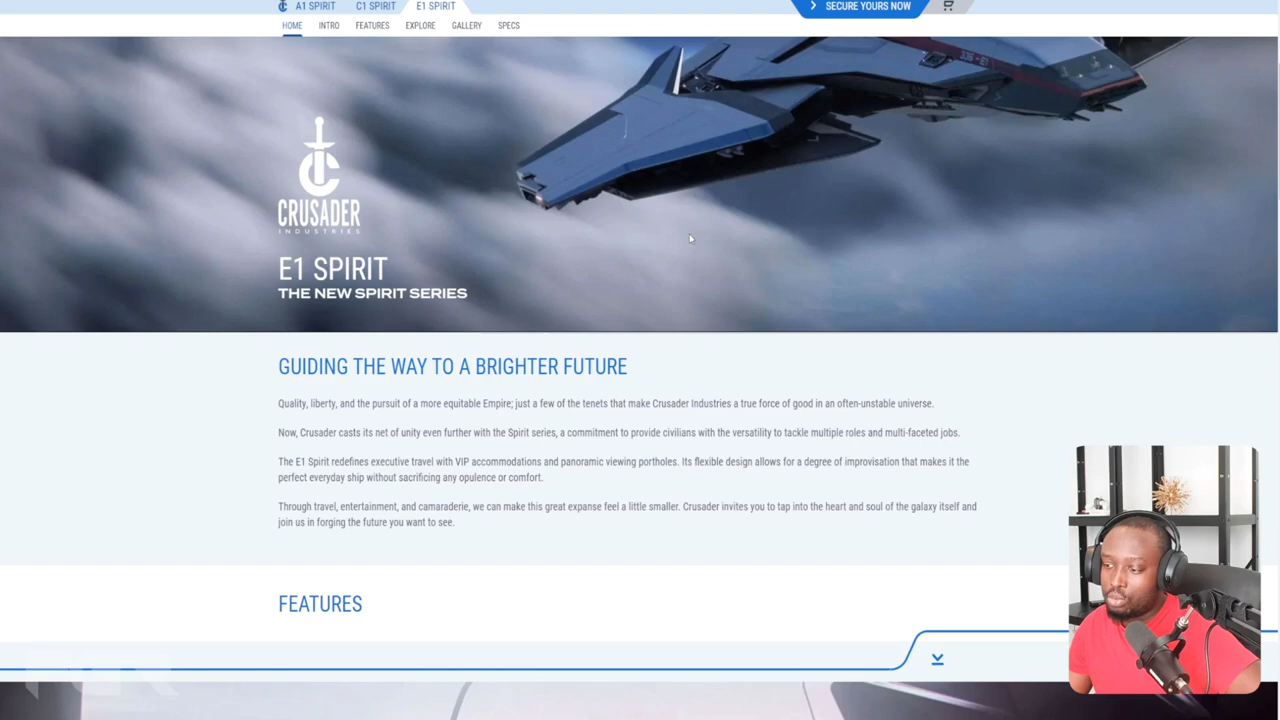 A1 SPIRIT C1 SPIRIT E1 SPIRIT SECURE YOURS NOW
HOME INTRO FEATURES EXPLORE GALLERY SPECS
CRUSADER
INDUSTRIES
E1 SPIRIT
THE NEW SPIRIT SERIES
GUIDING THE WAY TO A BRIGHTER FUTURE
Quality, liberty, and the pursuit of a more equitable Empire; just a few of the tenets that make Crusader Industries a true force of good in an often-unstable universe.
Now, Crusader casts its net of unity even further with the Spirit series, a commitment to provide civilians with the versatility to tackle multiple roles and multi-faceted jobs.
The E1 Spirit redefines executive travel with VIP accommodations and panoramic viewing portholes. Its flexible design allows for a degree of improvisation that makes it the
perfect everyday ship without sacrificing any opulence or comfort.
Through travel, entertainment, and camaraderie, we can make this great expanse feel a little smaller. Crusader invites you to tap into the heart and soul of the galaxy itself and
join us in forging the future you want to see.
FEATURES